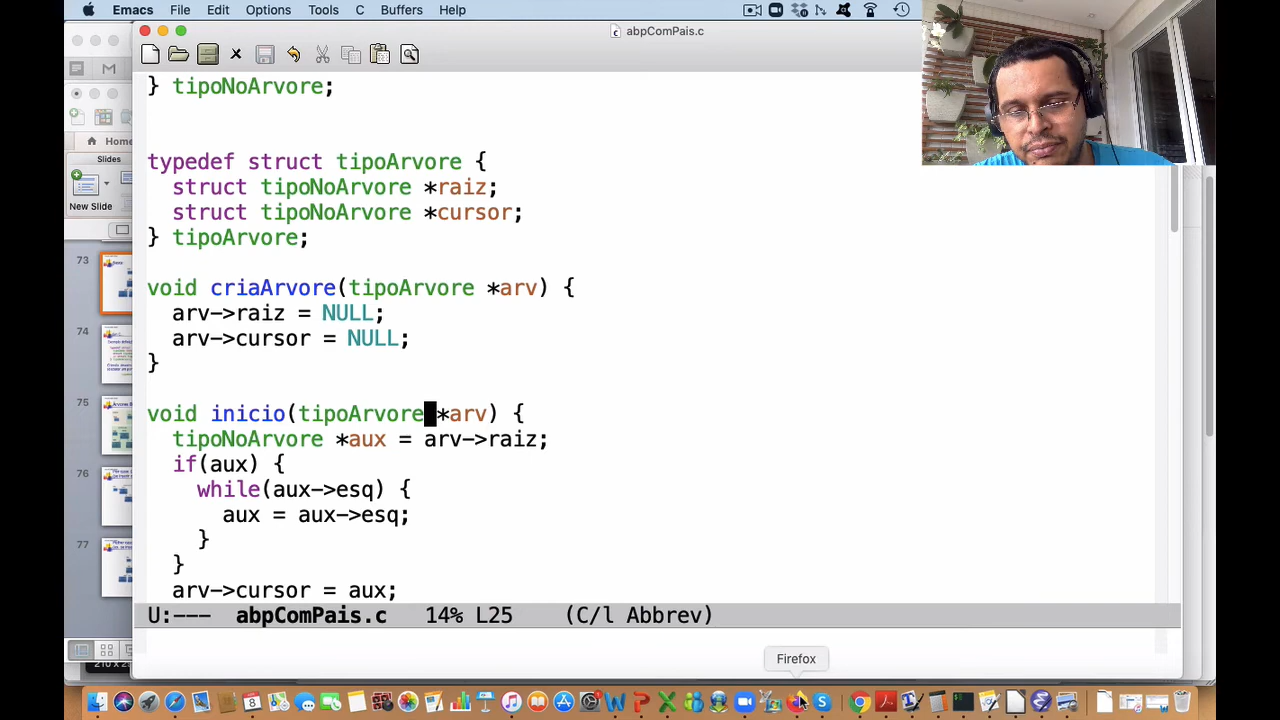 Emacs File Edit Options Tools C Buffers Help
abpComPais.c
} tipoNoArvore;
typedef struct tipoArvore {
struct tipoNoArvore *raiz;
struct tipoNoArvore *cursor;
} tipoArvore;
void criaArvore(tipoArvore *arv) {
arv->raiz = NULL;
arv->cursor = NULL;
}
void inicio(tipoArvore *arv) {
tipoNoArvore *aux = arv->raiz;
if(aux) {
while(aux->esq) {
aux = aux->esq;
}
}
arv->cursor = aux;
U:--- abpComPais.c 14% L25 (C/l Abbrev)
Home
Slides
New Slide
73
74
75
76
77
Firefox